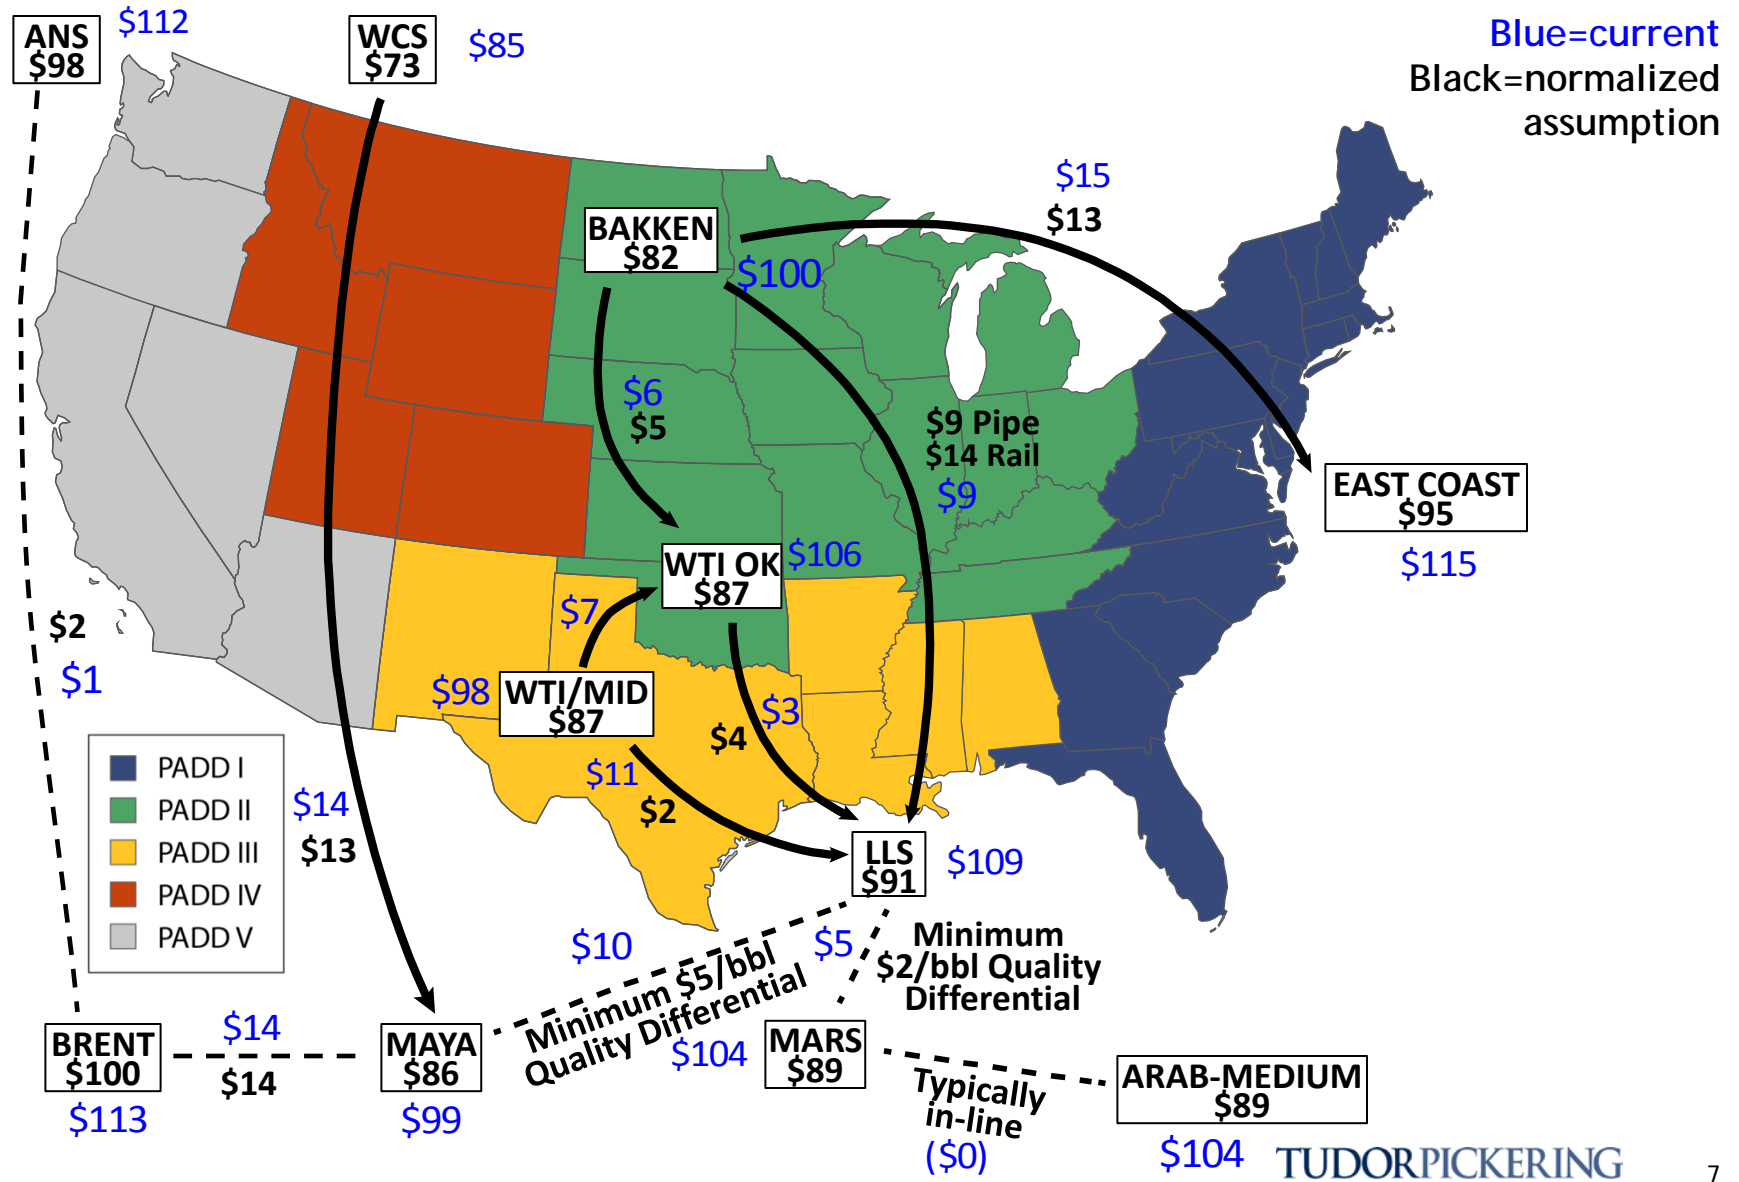 ANS
$98
$112
WCS
$73
$85
Blue=current
Black=normalized
assumption
$15
$13
BAKKEN
$82
$100
$6
$5
$9 Pipe
$14 Rail
$9
EAST COAST
$95
$115
WTI OK
$87
$106
$7
$2
$1
$98
WTI/MID
$87
$3
$4
$11
$2
PADD I
PADD II
PADD III
PADD IV
PADD V
$14
$13
LLS
$91
$109
$10
$5
Minimum $5/bbl
Quality Differential
Minimum
$2/bbl Quality
Differential
BRENT
$100
$113
$14
$14
MAYA
$86
$99
$104
MARS
$89
Typically
in-line
($0)
ARAB-MEDIUM
$89
$104
TUDORPICKERING
7